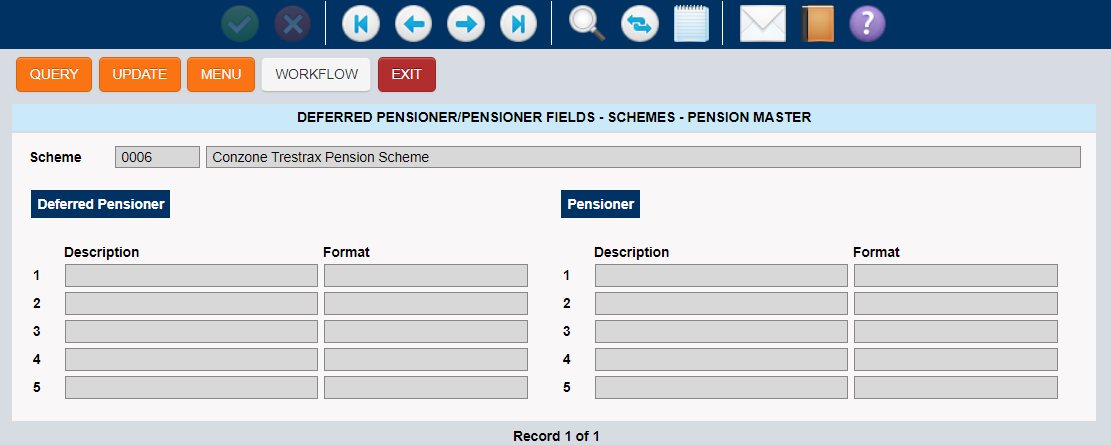 QUERY UPDATE MENU WORKFLOW EXIT
DEFERRED PENSIONER/PENSIONER FIELDS - SCHEMES - PENSION MASTER
Scheme 0006 Conzone Trestrax Pension Scheme
Deferred Pensioner Pensioner
Description Format Description Format
1 1
2 2
3 3
4 4
5 5
Record 1 of 1